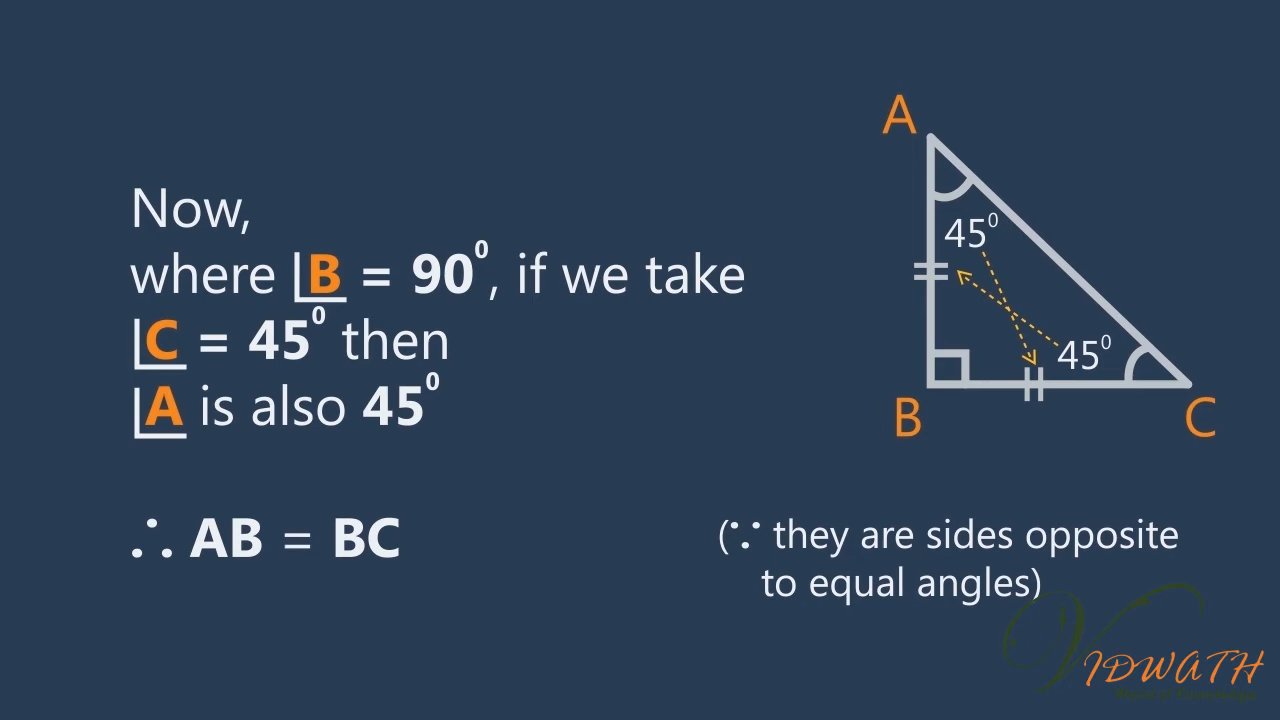 Now,
where ∠B = 90⁰, if we take
∠C = 45⁰ then
∠A is also 45⁰
∴ AB = BC
A
45⁰
45⁰
B
C
(∵ they are sides opposite
to equal angles)
VIDWATH